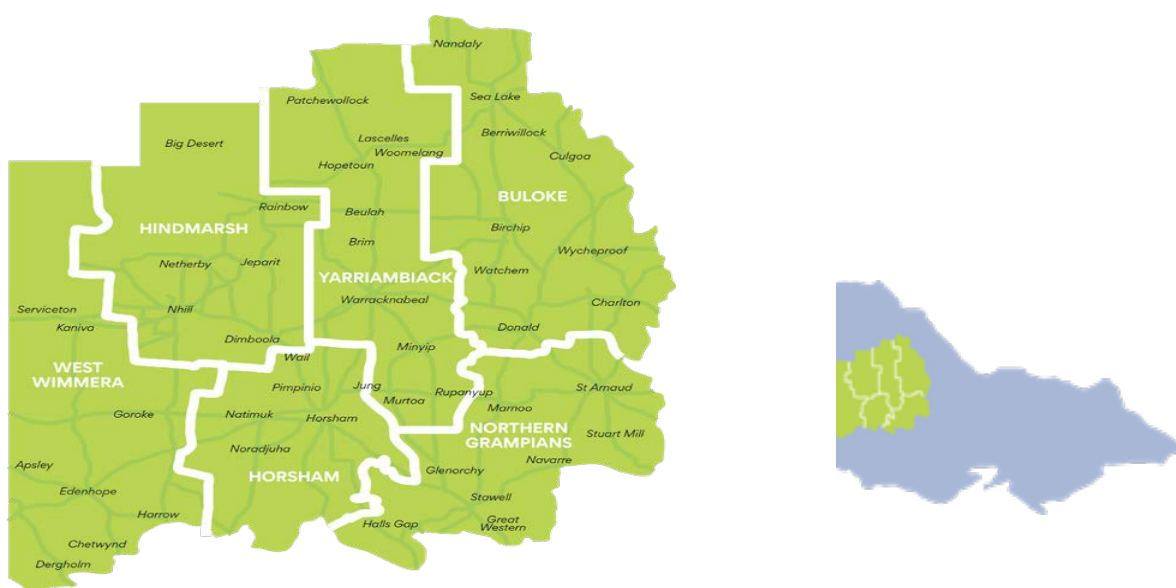 Nandaly
Patchewollock
Sea Lake
Big Desert
Lascelles
Berriwillock
Woomelang
Culgoa
Hopetoun
BULOKE
Rainbow
Beulah
HINDMARSH
Birchip
Brim
Wycheproof
Netherby
Jeparit
Watchem
YARRIAMBIACK
Warracknabeal
Charlton
Serviceton
Nhill
Kaniva
Donald
Dimboola
Minyip
Wail
WEST
WIMMERA
Pimpinio
Jung
St Arnaud
Rupanyup
Murtoa
Marnoo
Goroke
Natimuk
Horsham
NORTHERN
GRAMPIANS
Stuart Mill
Noradjuha
Navarre
Apsley
Glenorchy
HORSHAM
Edenhope
Stawell
Harrow
Halls Gap
Great
Western
Chetwynd
Dergholm